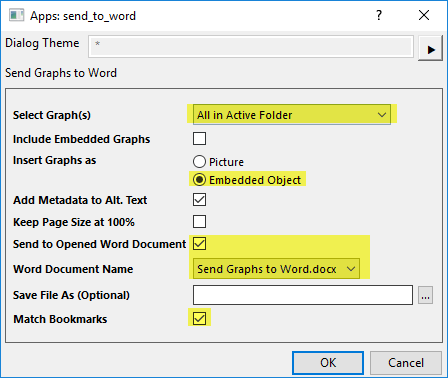 Apps: send_to_word
Dialog Theme *
Send Graphs to Word
Select Graph(s) All in Active Folder
Include Embedded Graphs
Insert Graphs as Picture
Embedded Object
Add Metadata to Alt. Text
Keep Page Size at 100%
Send to Opened Word Document
Word Document Name Send Graphs to Word.docx
Save File As (Optional) ...
Match Bookmarks
OK Cancel